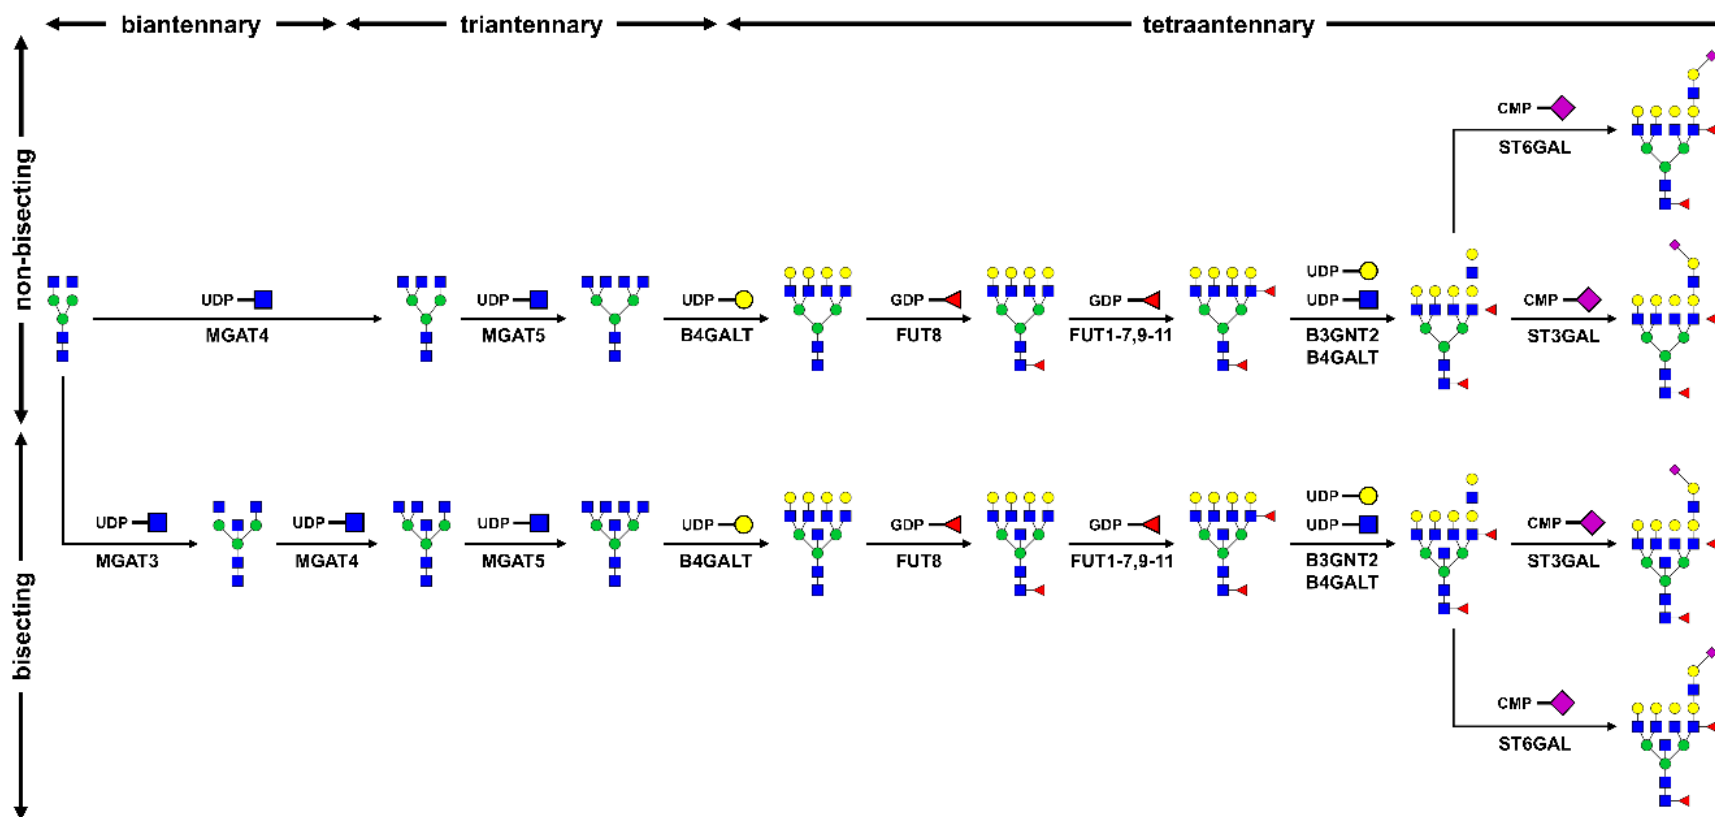 biantennary
triantennary
tetraantennary
non-bisecting
CMP
ST6GAL
UDP
MGAT4
UDP
MGAT5
UDP
B4GALT
GDP
FUT8
GDP
FUT1-7,9-11
UDP
UDP
B3GNT2
B4GALT
CMP
ST3GAL
bisecting
UDP
MGAT3
UDP
MGAT4
UDP
MGAT5
UDP
B4GALT
GDP
FUT8
GDP
FUT1-7,9-11
UDP
UDP
B3GNT2
B4GALT
CMP
ST3GAL
CMP
ST6GAL